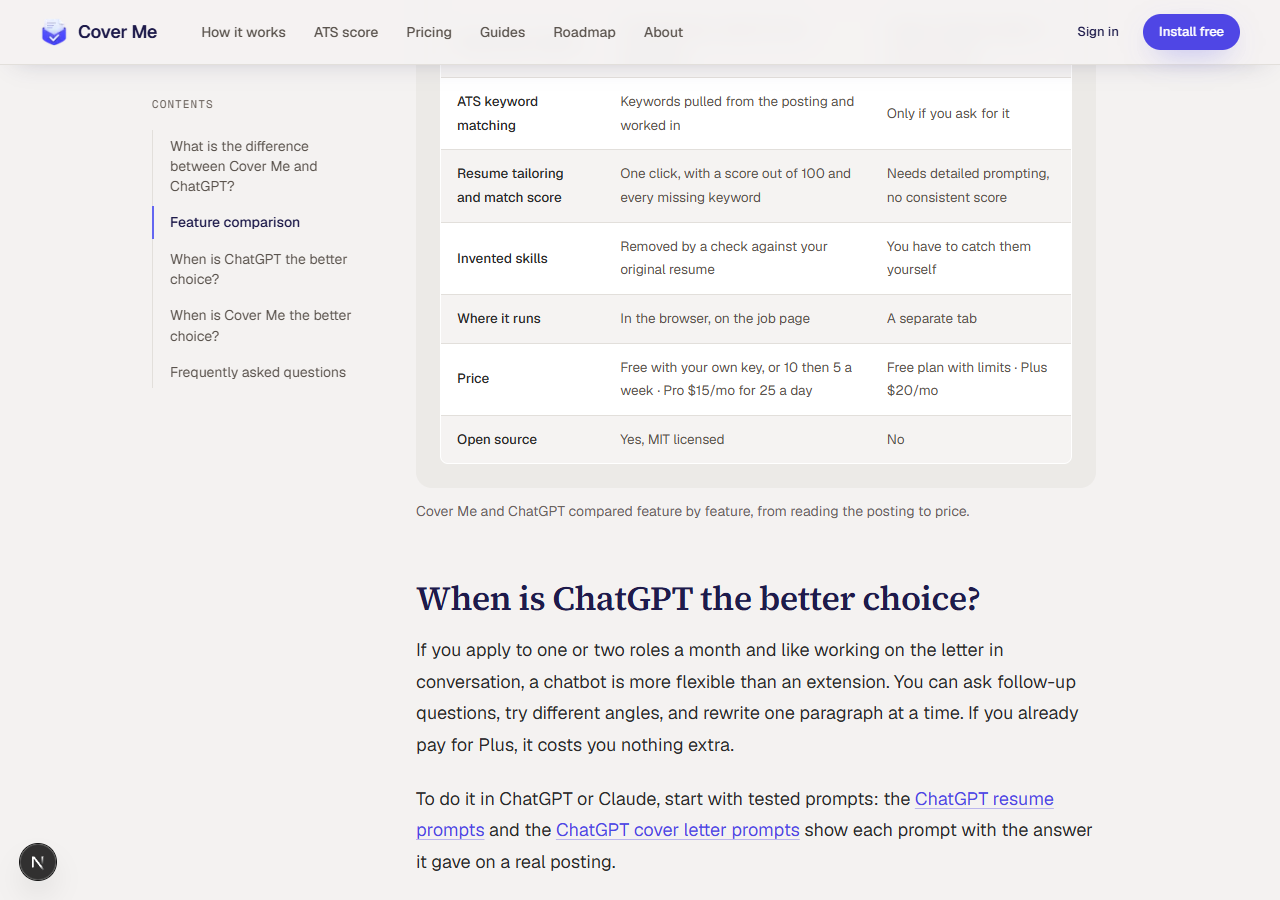 Cover Me
How it works
ATS score
Pricing
Guides
Roadmap
About
Sign in
Install free
CONTENTS
What is the difference
between Cover Me and
ChatGPT?
Feature comparison
When is ChatGPT the better
choice?
When is Cover Me the better
choice?
Frequently asked questions
ATS keyword
matching
Keywords pulled from the posting and
worked in
Only if you ask for it
Resume tailoring
and match score
One click, with a score out of 100 and
every missing keyword
Needs detailed prompting,
no consistent score
Invented skills
Removed by a check against your
original resume
You have to catch them
yourself
Where it runs
In the browser, on the job page
A separate tab
Price
Free with your own key, or 10 then 5 a
week · Pro $15/mo for 25 a day
Free plan with limits · Plus
$20/mo
Open source
Yes, MIT licensed
No
Cover Me and ChatGPT compared feature by feature, from reading the posting to price.
When is ChatGPT the better choice?
If you apply to one or two roles a month and like working on the letter in
conversation, a chatbot is more flexible than an extension. You can ask follow-up
questions, try different angles, and rewrite one paragraph at a time. If you already
pay for Plus, it costs you nothing extra.
To do it in ChatGPT or Claude, start with tested prompts: the ChatGPT resume
prompts and the ChatGPT cover letter prompts show each prompt with the answer
it gave on a real posting.
N